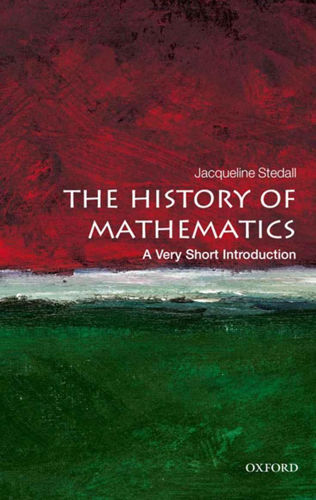 Jacqueline Stedall
THE HISTORY OF
MATHEMATICS
A Very Short Introduction
OXFORD